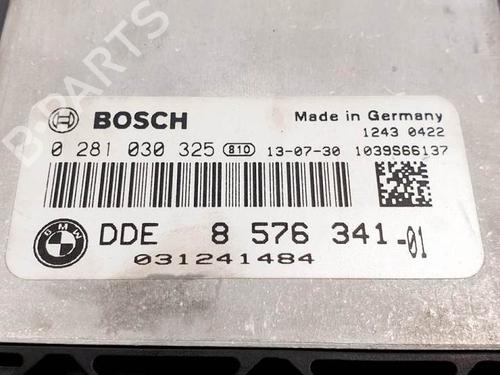 B-PARTS
BOSCH
Made in Germany
1243 0422
0 281 030 325 810 13-07-30 1039S66137
BMW
DDE 8 576 341-01
031241484